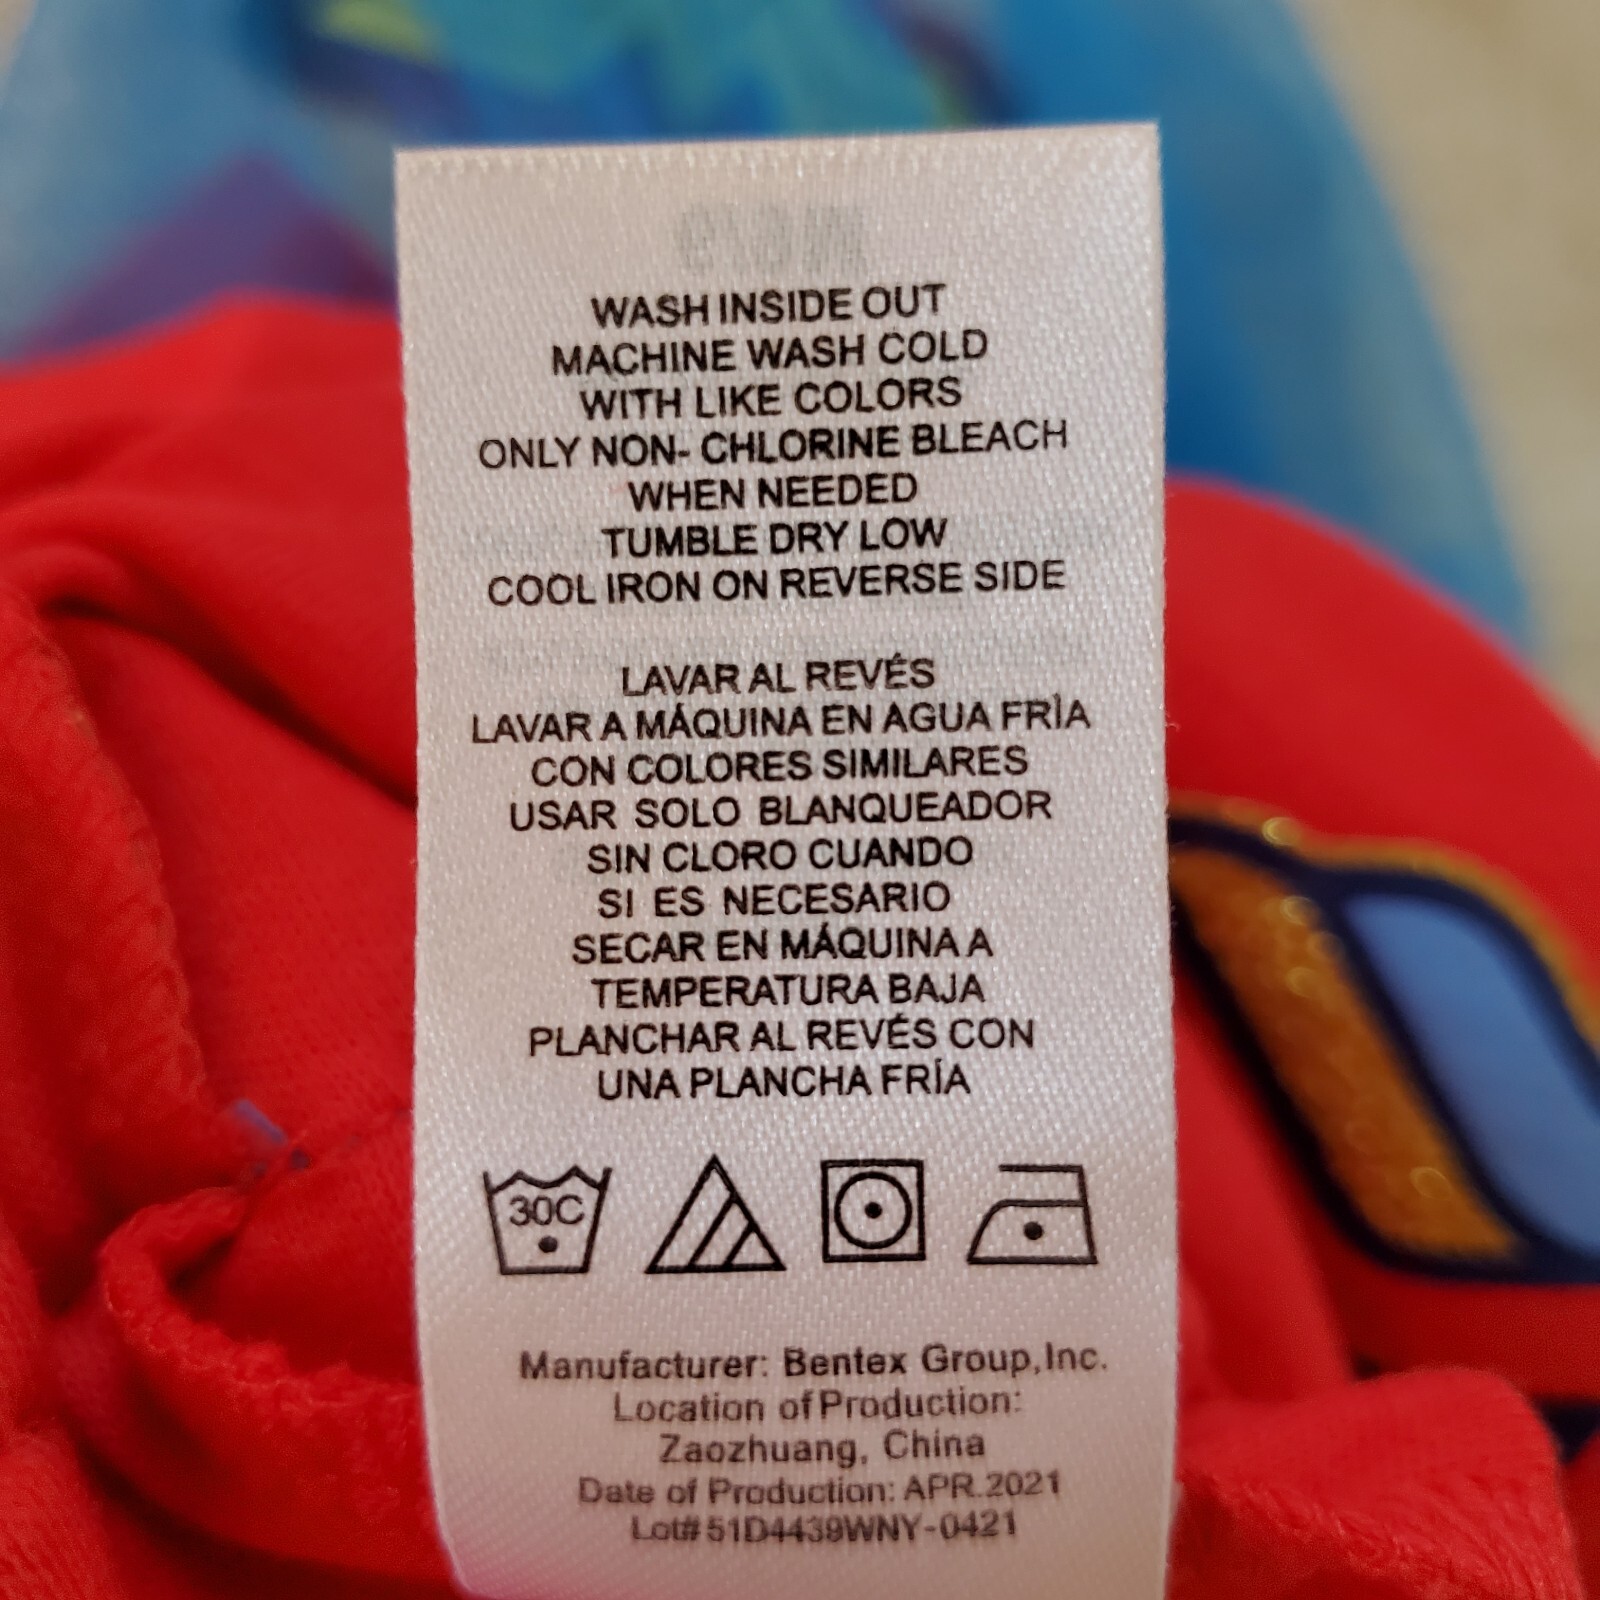 WASH INSIDE OUT
MACHINE WASH COLD
WITH LIKE COLORS
ONLY NON- CHLORINE BLEACH
WHEN NEEDED
TUMBLE DRY LOW
COOL IRON ON REVERSE SIDE
LAVAR AL REVÉS
LAVAR A MÁQUINA EN AGUA FRÌA
CON COLORES SIMILARES
USAR SOLO BLANQUEADOR
SIN CLORO CUANDO
SI ES NECESARIO
SECAR EN MÁQUINA A
TEMPERATURA BAJA
PLANCHAR AL REVÉS CON
UNA PLANCHA FRÍA
30C
Manufacturer: Bentex Group,Inc.
Location of Production:
Zaozhuang, China
Date of Production: APR.2021
Lot# 51D4439WNY-0421